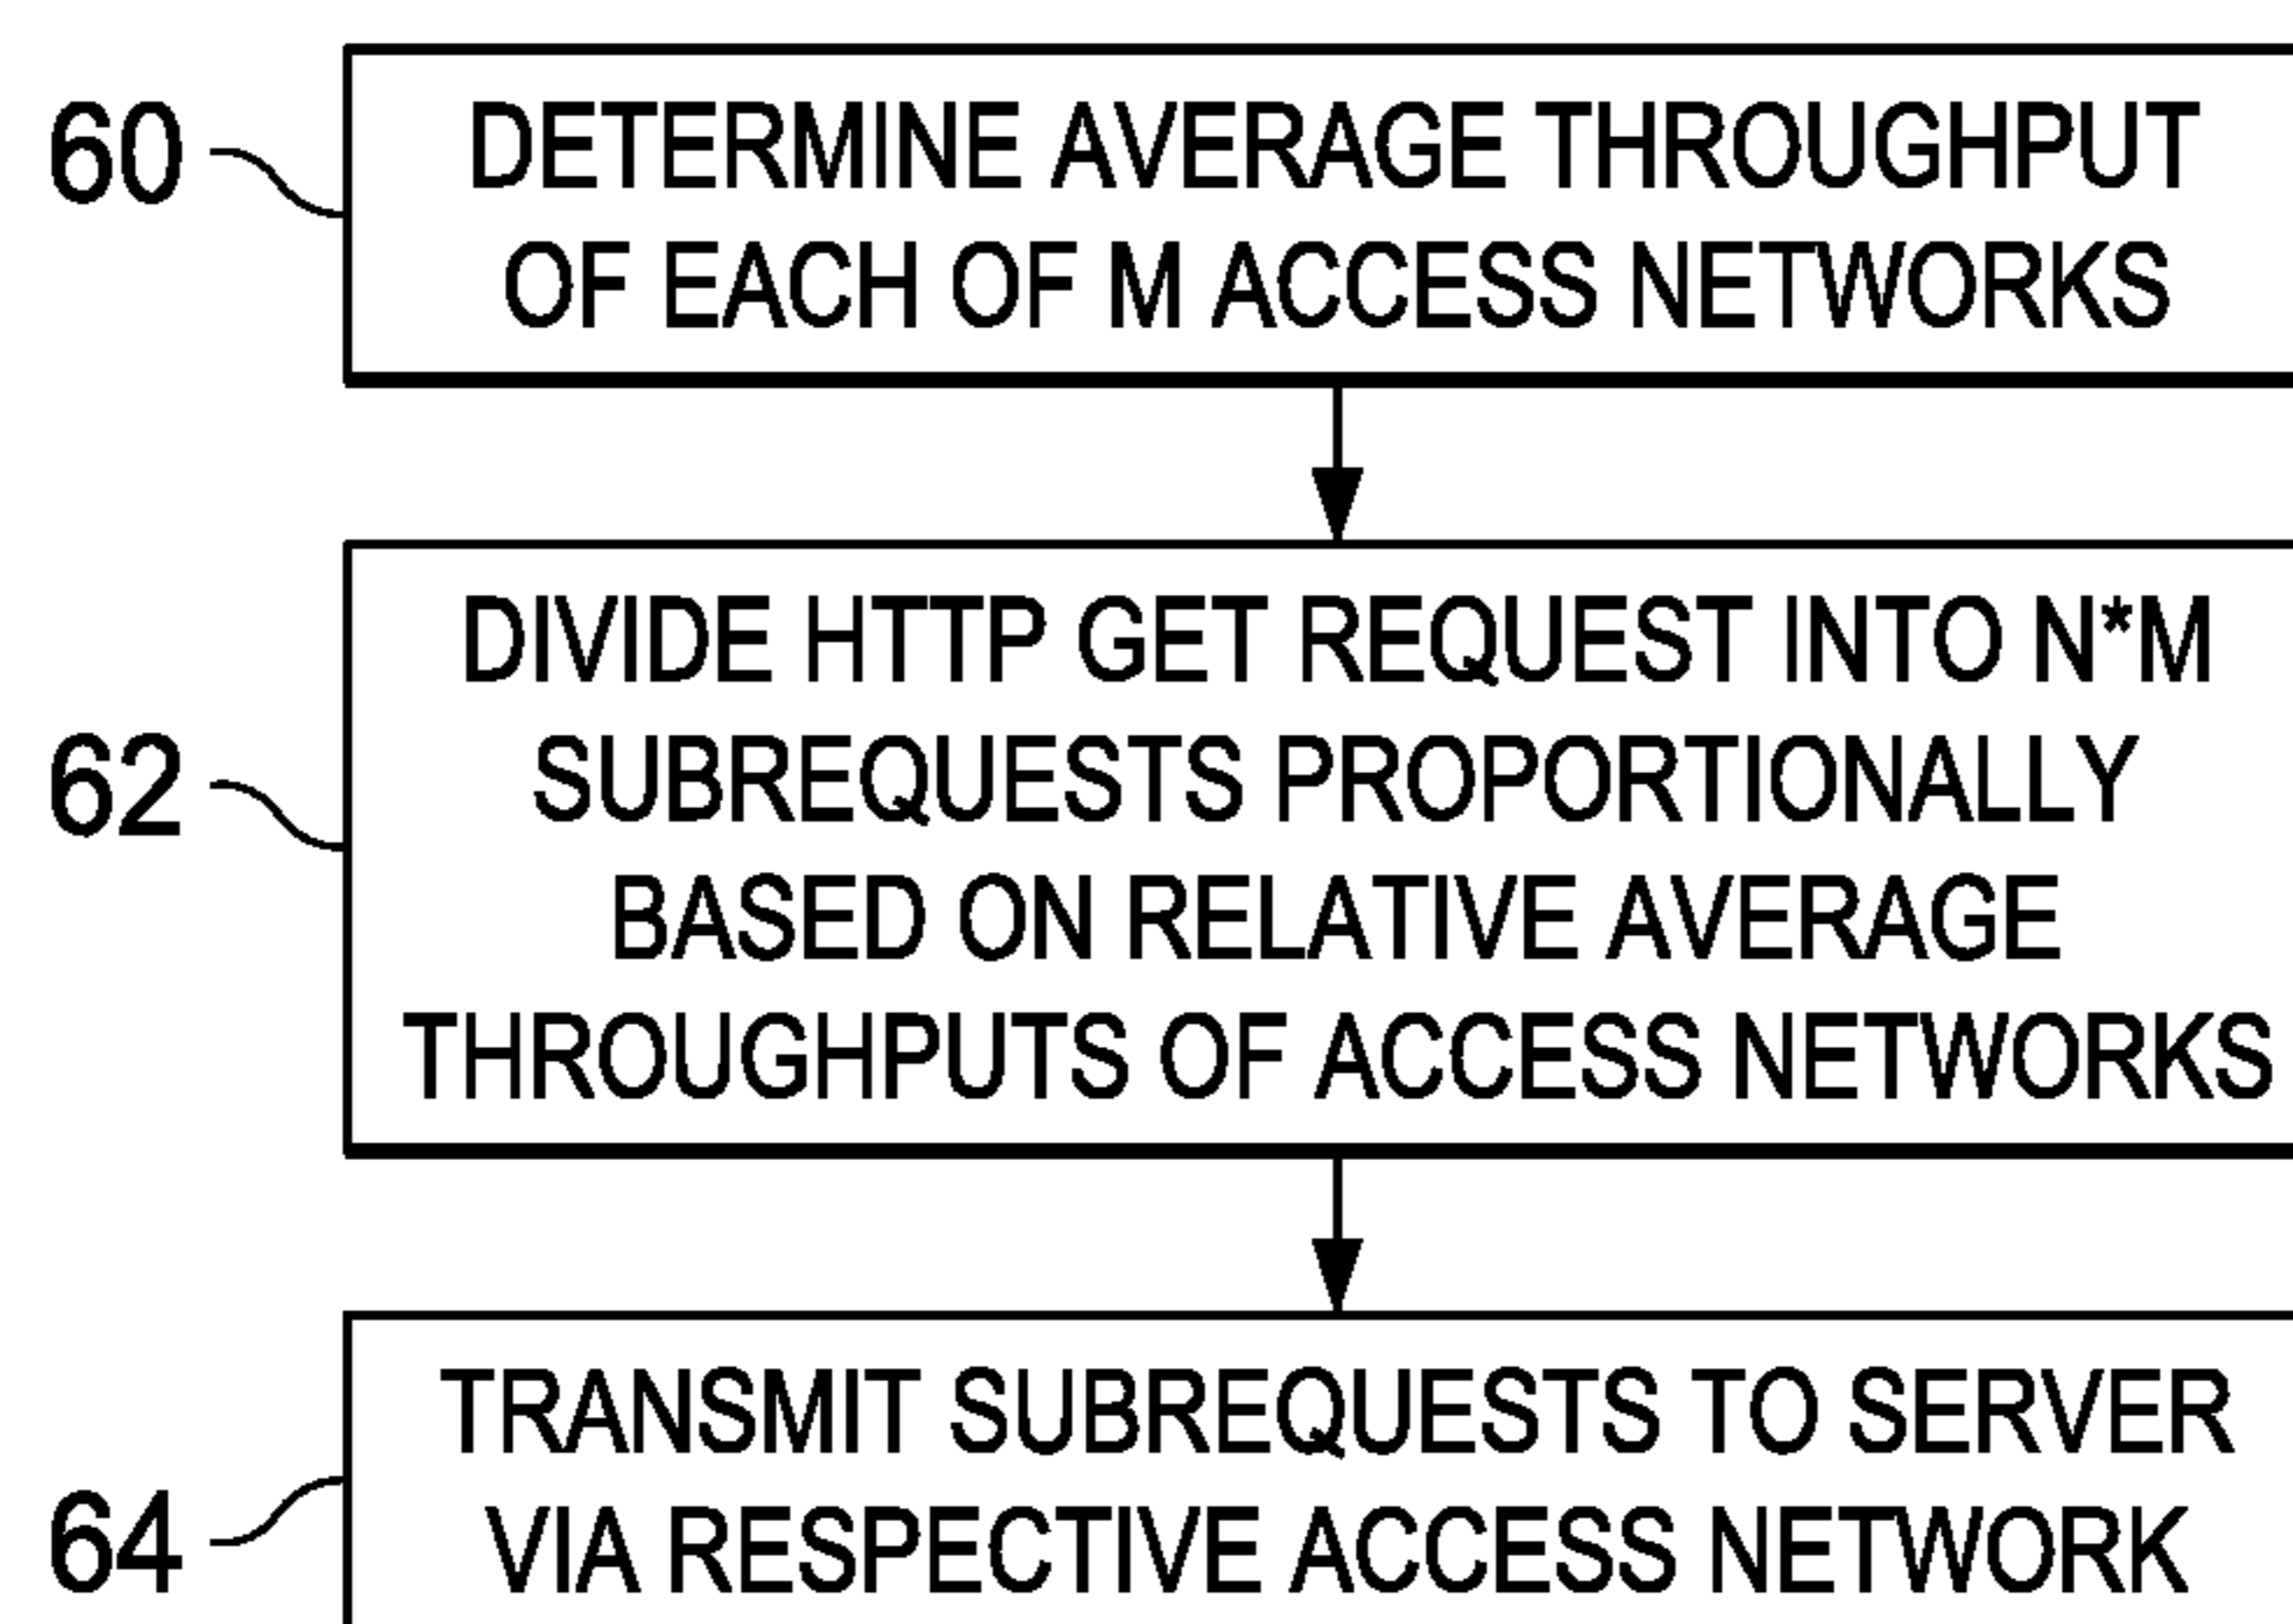 60
DETERMINE AVERAGE THROUGHPUT
OF EACH OF M ACCESS NETWORKS
62
DIVIDE HTTP GET REQUEST INTO N*M
SUBREQUESTS PROPORTIONALLY
BASED ON RELATIVE AVERAGE
THROUGHPUTS OF ACCESS NETWORKS
64
TRANSMIT SUBREQUESTS TO SERVER
VIA RESPECTIVE ACCESS NETWORK